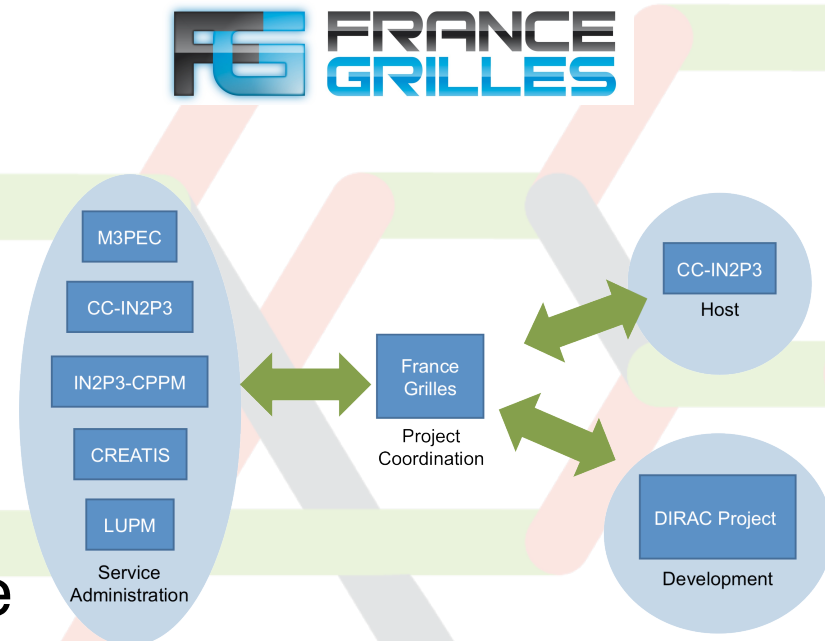 FG FRANCE
GRILLES
M3PEC
CC-IN2P3
IN2P3-CPPM
CREATIS
LUPM
Service
Administration
France
Grilles
Project
Coordination
CC-IN2P3
Host
DIRAC Project
Development
e